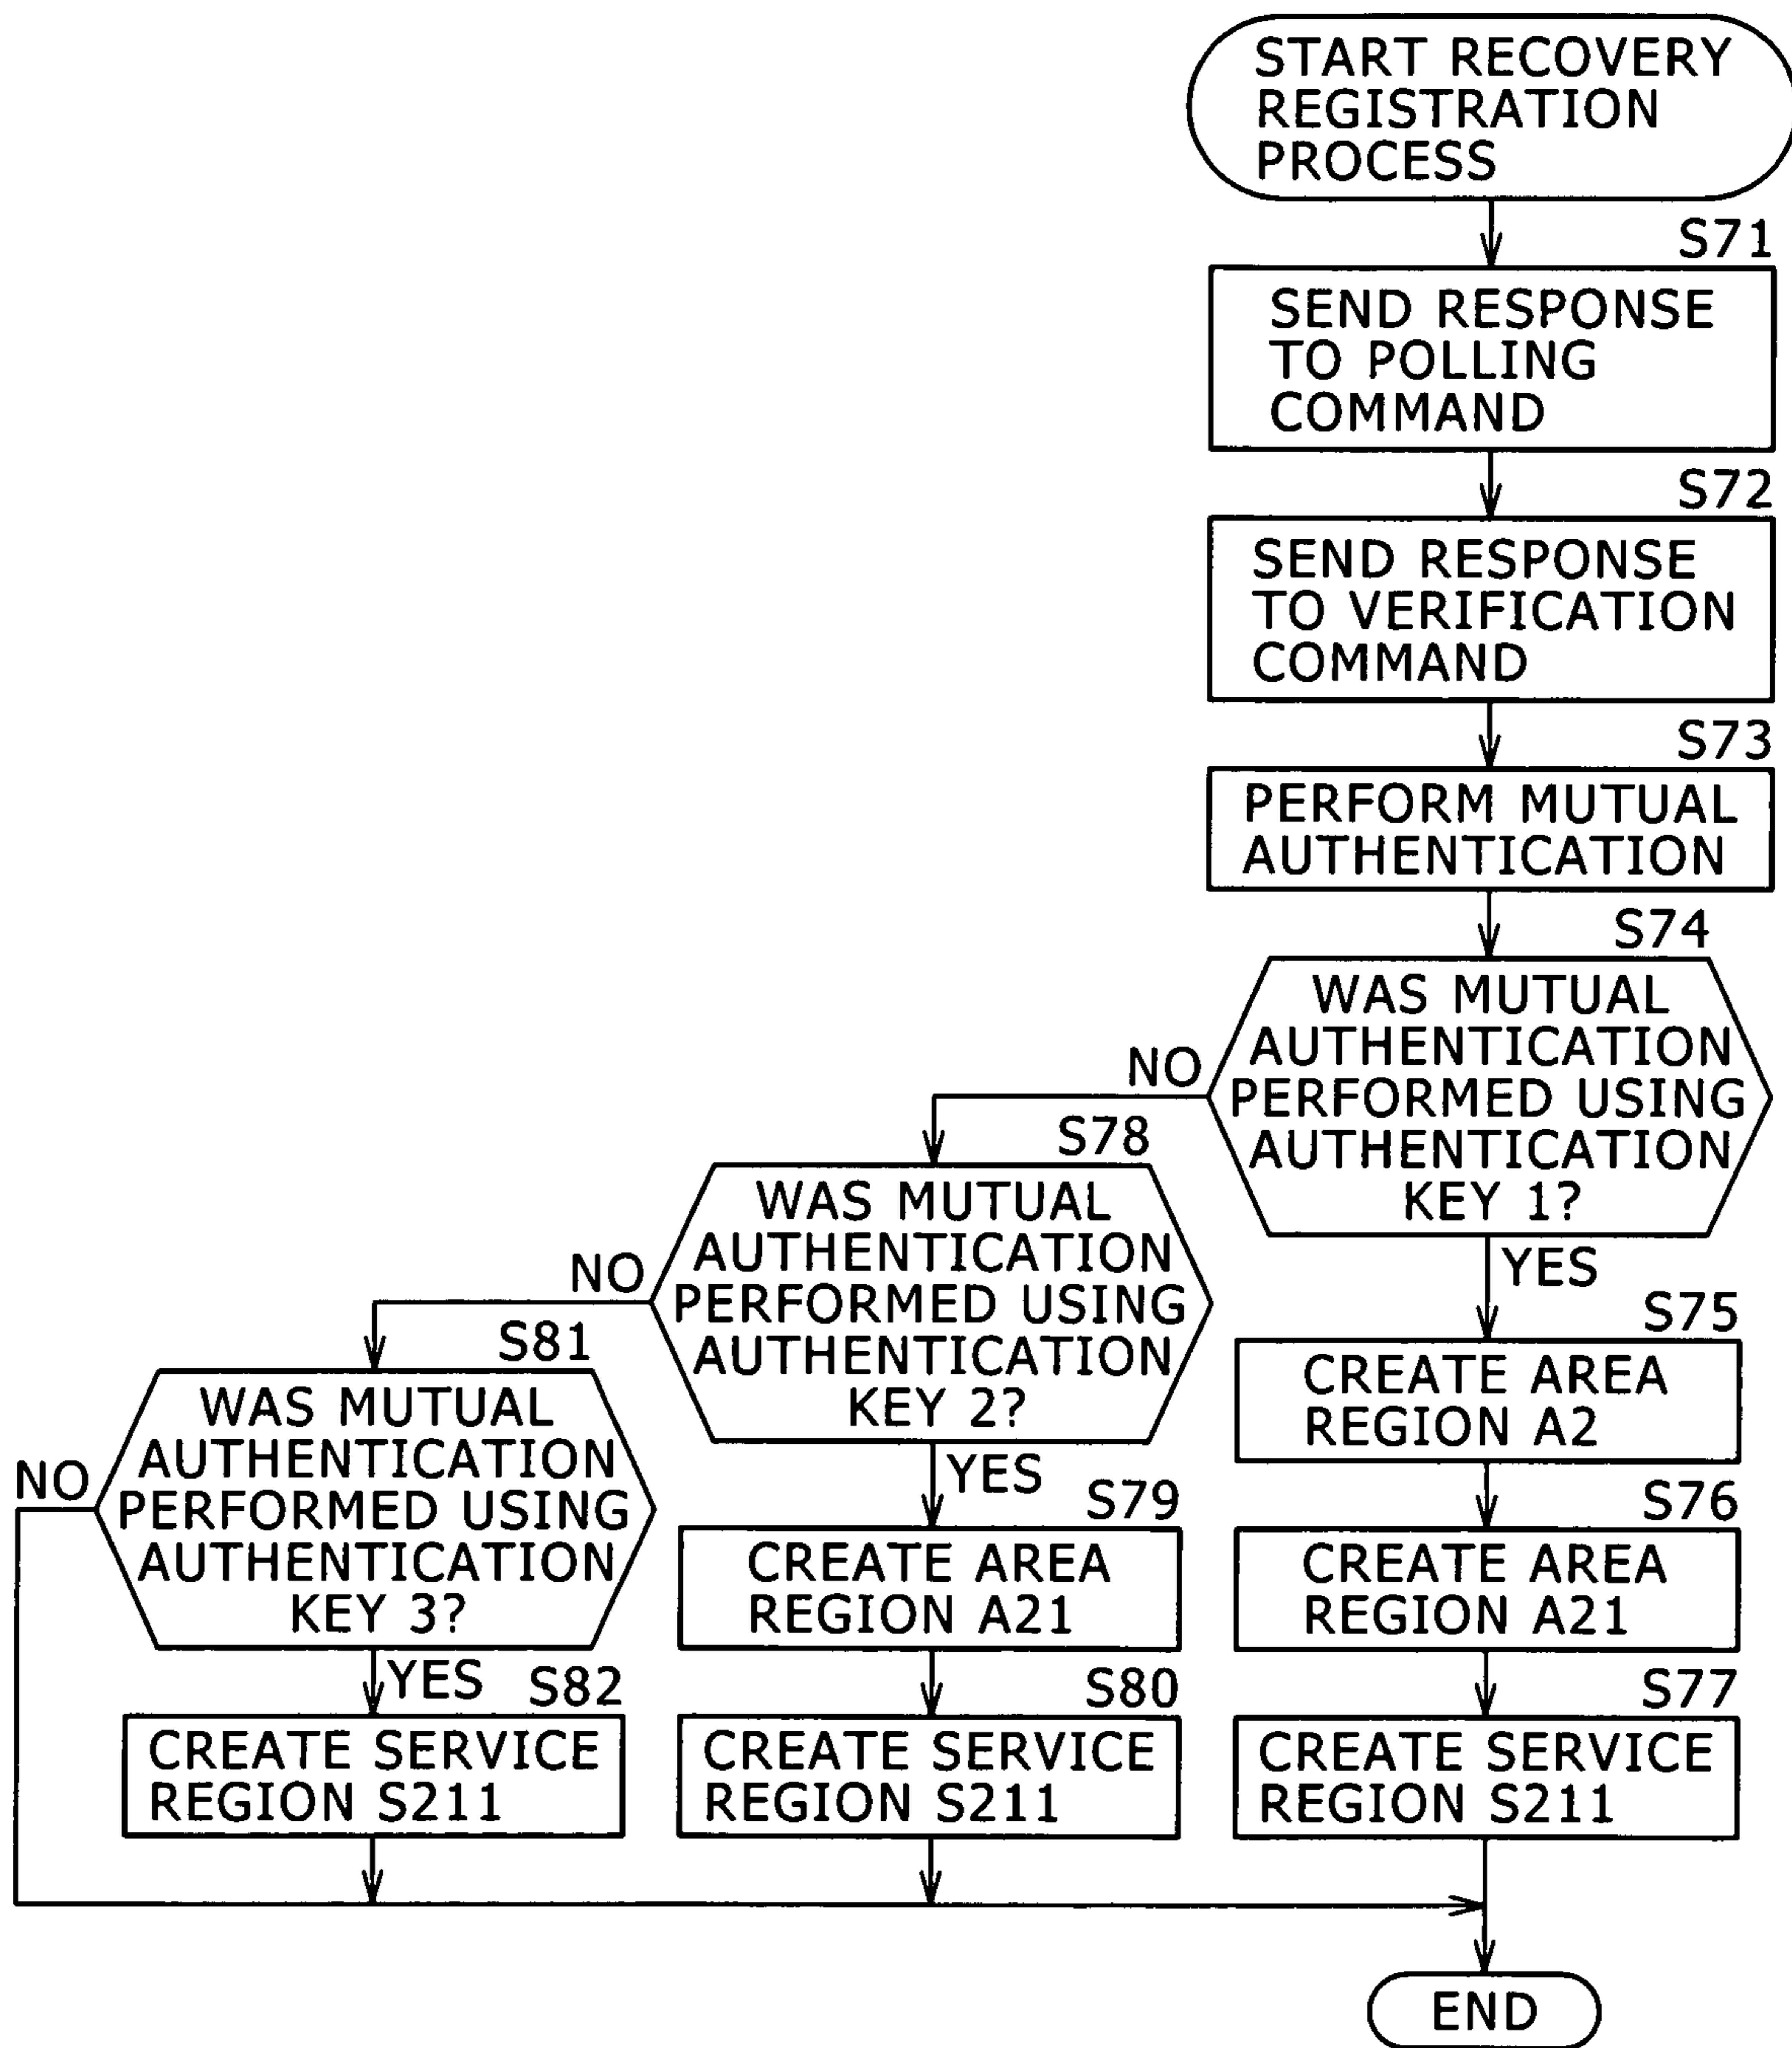 START RECOVERY
REGISTRATION
PROCESS
S71
SEND RESPONSE
TO POLLING
COMMAND
S72
SEND RESPONSE
TO VERIFICATION
COMMAND
S73
PERFORM MUTUAL
AUTHENTICATION
S74
WAS MUTUAL
AUTHENTICATION
PERFORMED USING
AUTHENTICATION
KEY 1?
NO
YES
S75
CREATE AREA
REGION A2
S76
CREATE AREA
REGION A21
S77
CREATE SERVICE
REGION S211
S78
WAS MUTUAL
AUTHENTICATION
PERFORMED USING
AUTHENTICATION
KEY 2?
NO
YES
S79
CREATE AREA
REGION A21
S80
CREATE SERVICE
REGION S211
S81
WAS MUTUAL
AUTHENTICATION
PERFORMED USING
AUTHENTICATION
KEY 3?
NO
YES
S82
CREATE SERVICE
REGION S211
END